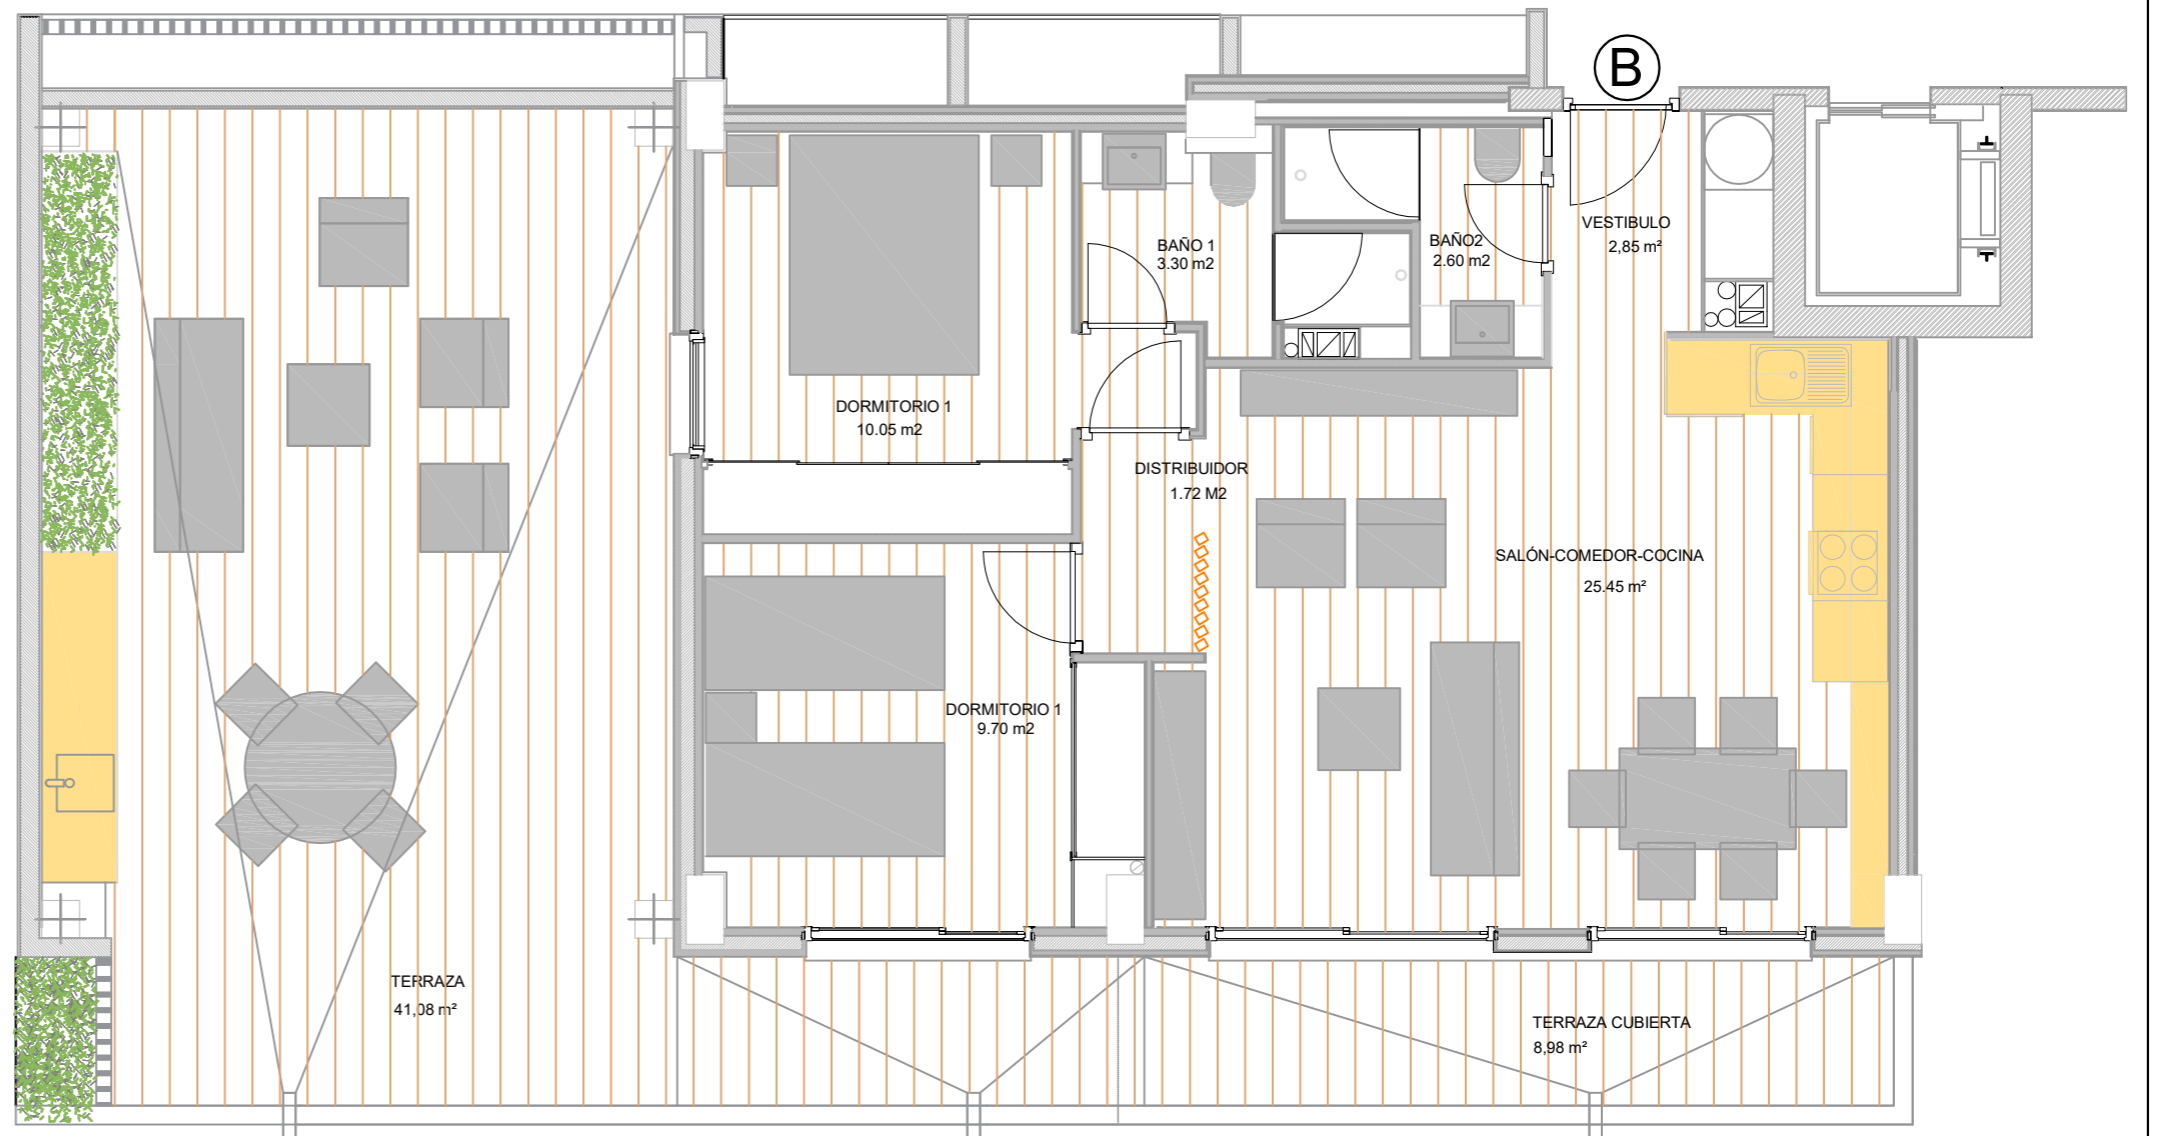 B
VESTIBULO
2,85 m²
BAÑO 1
3.30 m2
BAÑO2
2.60 m2
DORMITORIO 1
10.05 m2
DISTRIBUIDOR
1.72 M2
SALÓN-COMEDOR-COCINA
25.45 m²
DORMITORIO 1
9.70 m2
TERRAZA
41,08 m²
TERRAZA CUBIERTA
8,98 m²